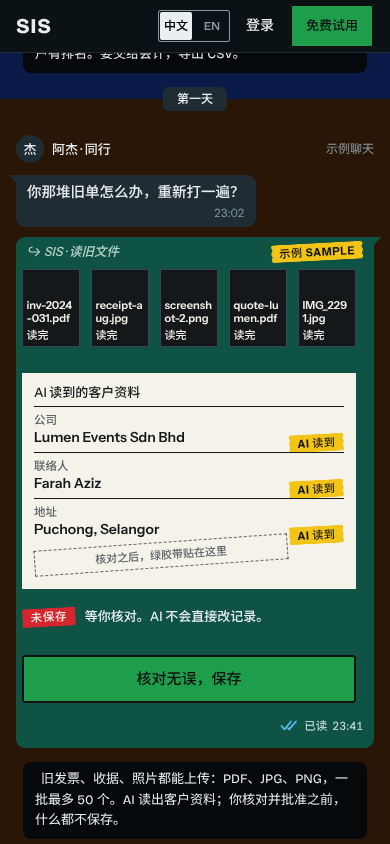 SIS
中文 EN
登录
免费试用
户有排名。要交给会计，导出 CSV。
第一天
杰 阿杰·同行
示例聊天
你那堆旧单怎么办，重新打一遍？
23:02
↪ SIS·读旧文件
示例 SAMPLE
inv-2024
-031.pdf
读完
receipt-a
ug.jpg
读完
screensh
ot-2.png
读完
quote-lu
men.pdf
读完
IMG_229
1.jpg
读完
AI 读到的客户资料
公司
Lumen Events Sdn Bhd
AI 读到
联络人
Farah Aziz
AI 读到
地址
Puchong, Selangor
AI 读到
核对之后，绿胶带贴在这里
未保存 等你核对。AI 不会直接改记录。
核对无误，保存
已读 23:41
旧发票、收据、照片都能上传：PDF、JPG、PNG，一
批最多 50 个。AI 读出客户资料；你核对并批准之前，
什么都不保存。